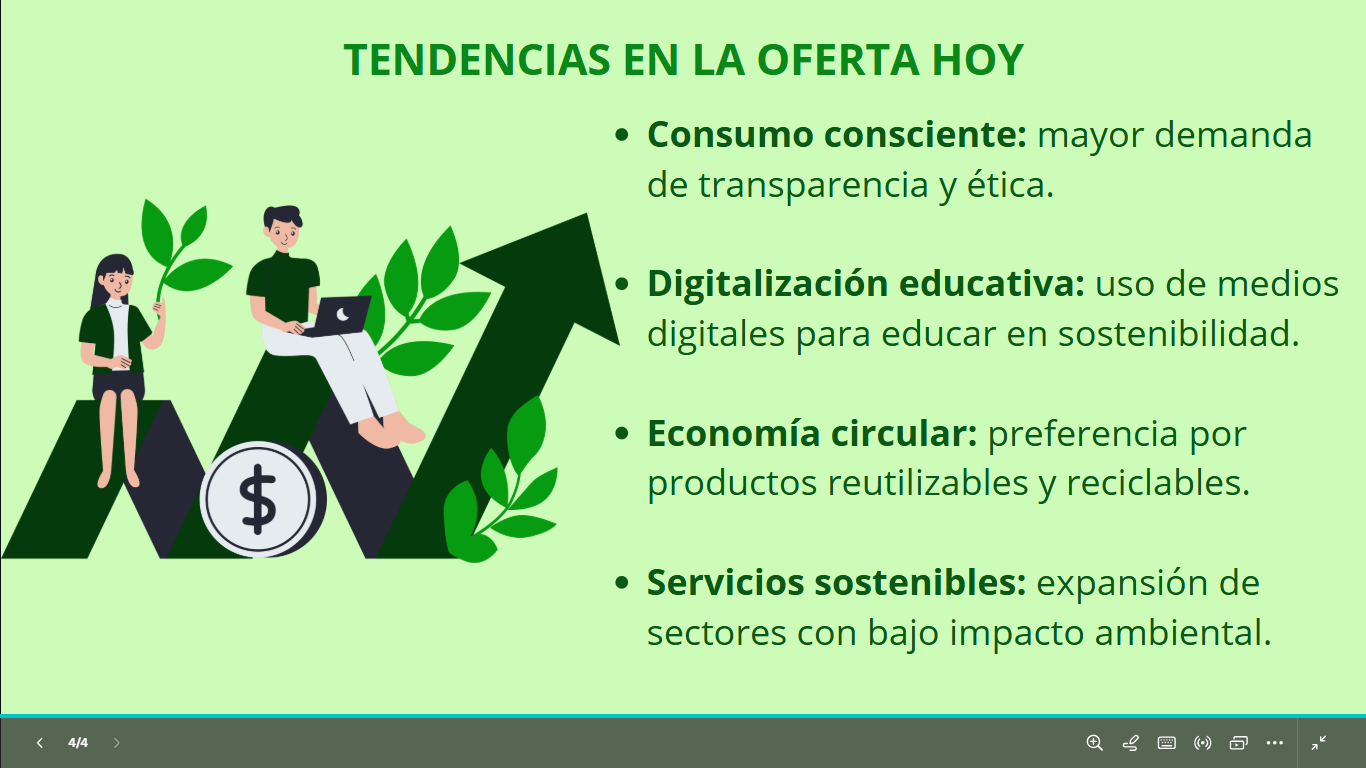 TENDENCIAS EN LA OFERTA HOY
• Consumo consciente: mayor demanda
de transparencia y ética.
• Digitalización educativa: uso de medios
digitales para educar en sostenibilidad.
• Economía circular: preferencia por
productos reutilizables y reciclables.
• Servicios sostenibles: expansión de
sectores con bajo impacto ambiental.
$
4/4